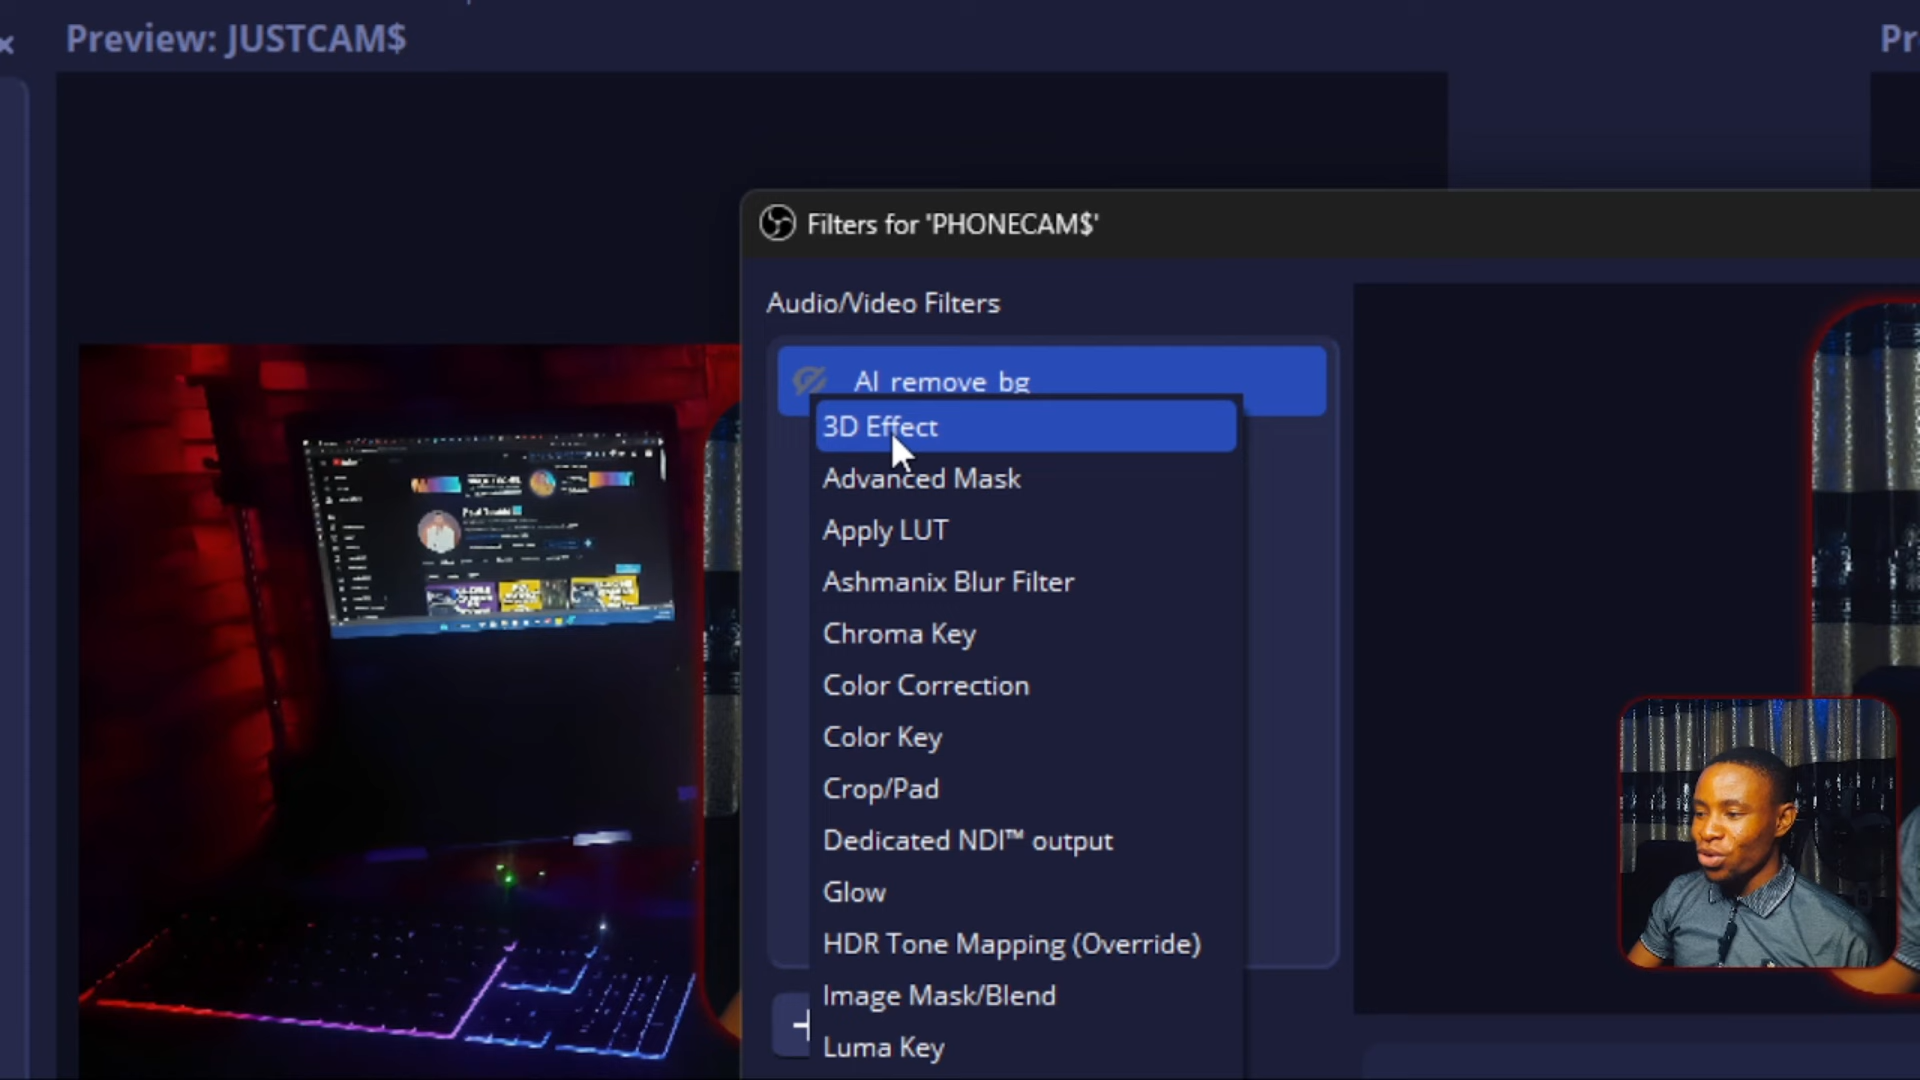 Preview: JUSTCAM$
Filters for 'PHONECAM$'
Audio/Video Filters
AI remove bg
3D Effect
Advanced Mask
Apply LUT
Ashmanix Blur Filter
Chroma Key
Color Correction
Color Key
Crop/Pad
Dedicated NDI™ output
Glow
HDR Tone Mapping (Override)
Image Mask/Blend
Luma Key